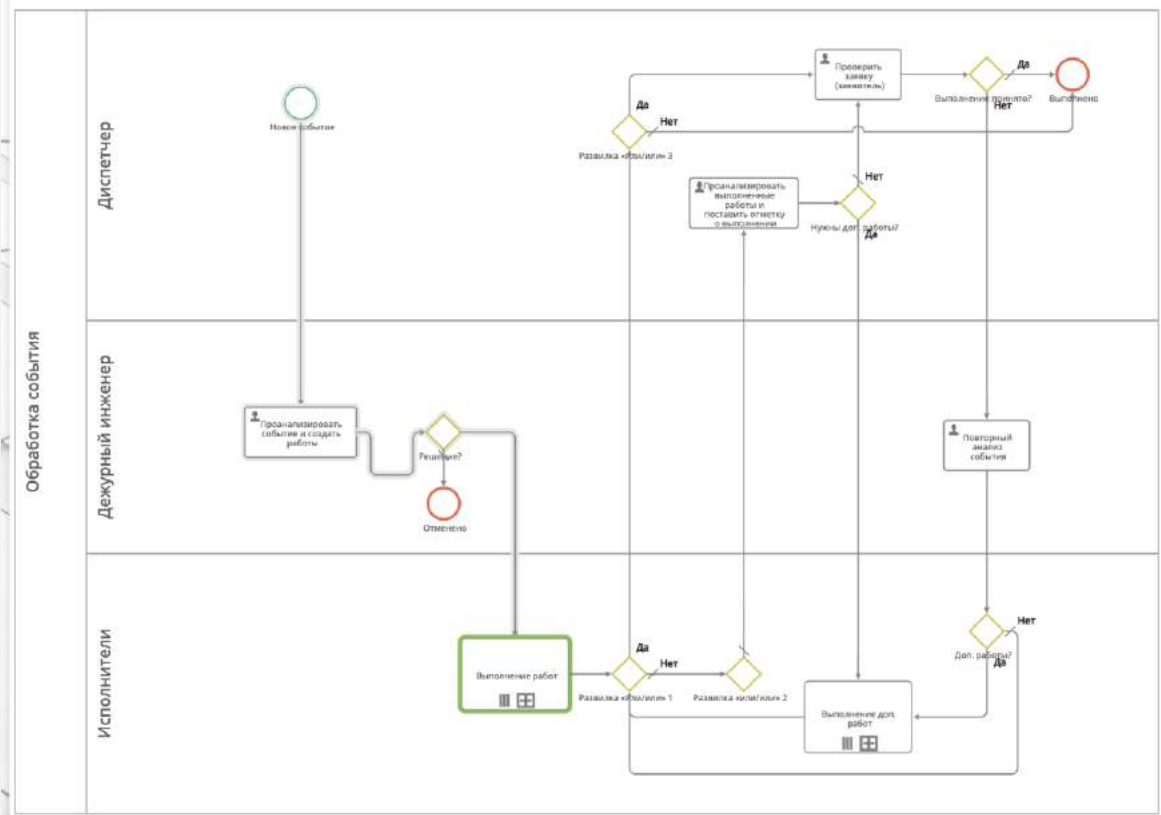 Обработка события
Диспетчер
Новое событие
Да
Нет
Развилка «или/или» 3
Проверить
заявку
(заявитель)
Да
Выполнение принято?
Нет
Выполнено
Проанализировать
выполненные
работы и
поставить отметку
о выполнении
Нет
Нужны доп. работы?
Да
Дежурный инженер
Проанализировать
событие и создать
работы
Решение?
Отменено
Повторный
анализ
события
Исполнители
Выполнение работ
Да
Нет
Развилка «или/или» 1
Развилка «или/или» 2
Выполнение доп.
работ
Нет
Доп. работы?
Да